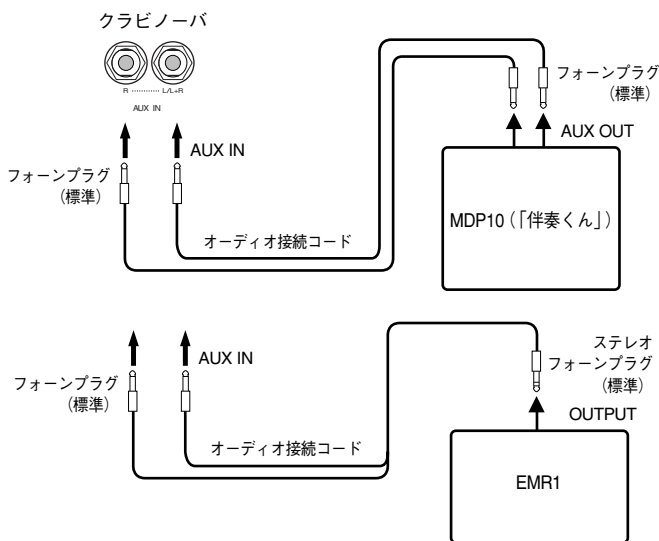 クラビノーバ
R ............ L/L+R
AUX IN
AUX IN
フォーンプラグ
(標準)
オーディオ接続コード
フォーンプラグ
(標準)
AUX OUT
MDP10(「伴奏くん」)
AUX IN
フォーンプラグ
(標準)
オーディオ接続コード
ステレオ
フォーンプラグ
(標準)
OUTPUT
EMR1